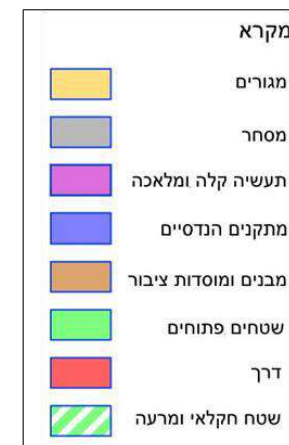 מקרא
מגורים
מסחר
תעשיה קלה ומלאכה
מתקנים הנדסיים
מבנים ומוסדות ציבור
שטחים פתוחים
דרך
שטח חקלאי ומרעה